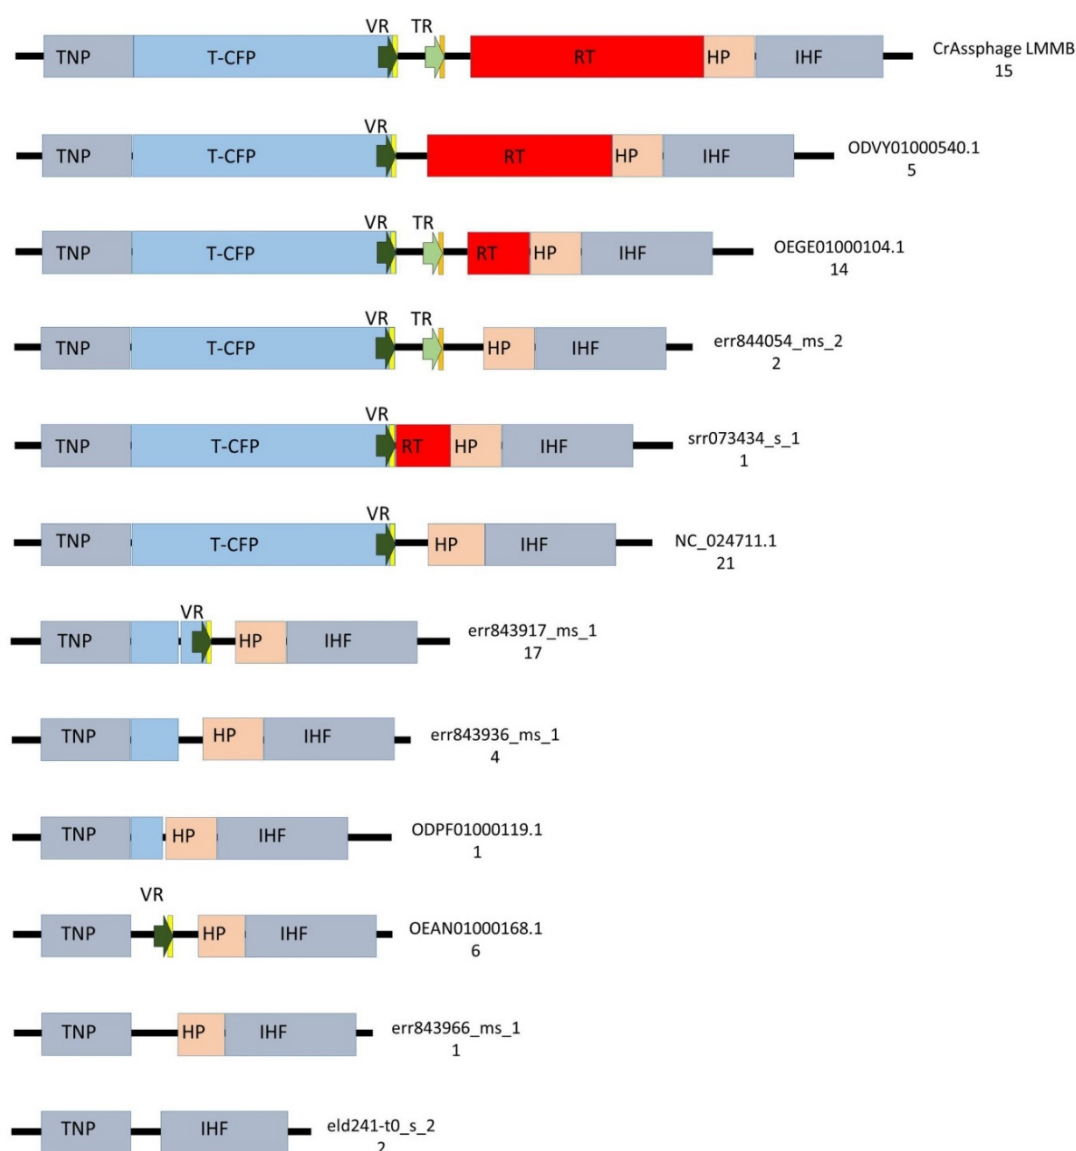 VR TR
TNP T-CFP RT HP IHF CrAssphage LMMB
15
VR
TNP T-CFP RT HP IHF ODVY01000540.1
5
VR TR
TNP T-CFP RT HP IHF OEGE01000104.1
14
VR TR
TNP T-CFP HP IHF err844054_ms_2
2
VR
TNP T-CFP RT HP IHF srr073434_s_1
1
VR
TNP T-CFP HP IHF NC_024711.1
21
VR
TNP HP IHF err843917_ms_1
17
TNP HP IHF err843936_ms_1
4
TNP HP IHF ODPF01000119.1
1
VR
TNP HP IHF OEAN01000168.1
6
TNP HP IHF err843966_ms_1
1
TNP IHF eld241-t0_s_2
2